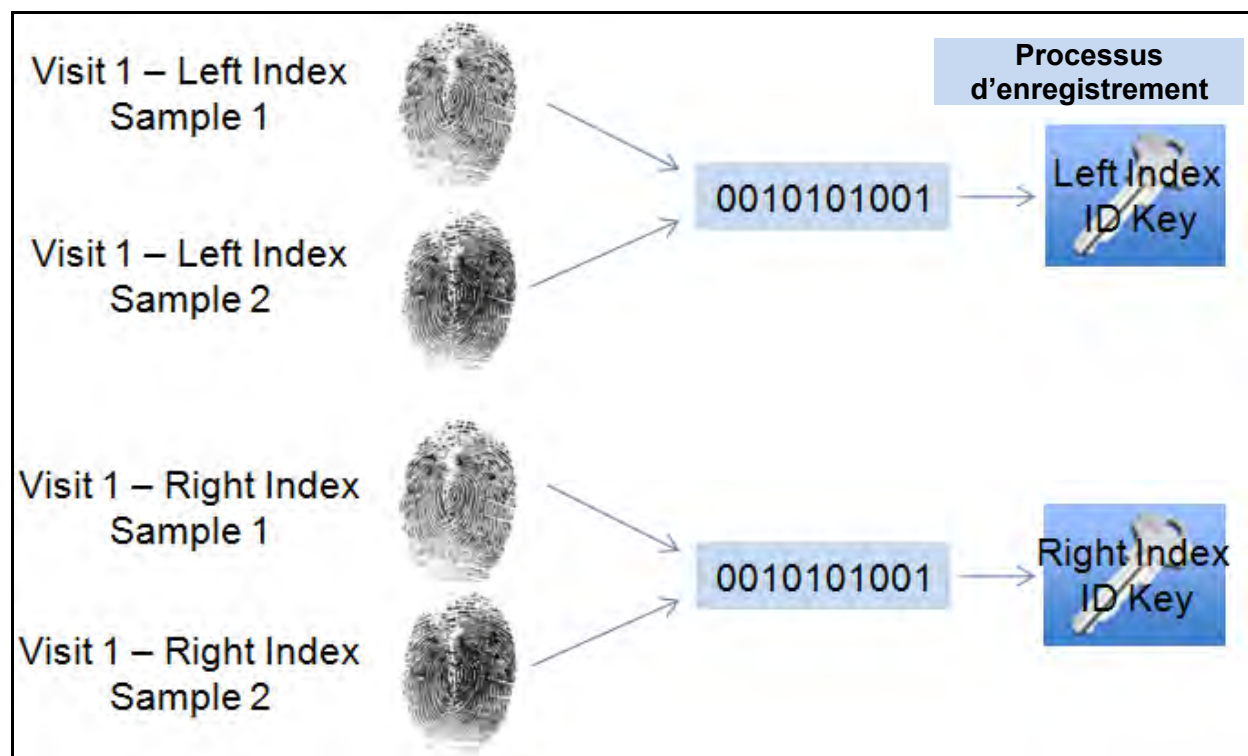 Processus
d'enregistrement
Visit 1 – Left Index
Sample 1
0010101001
Left Index
ID Key
Visit 1 – Left Index
Sample 2
Visit 1 – Right Index
Sample 1
0010101001
Right Index
ID Key
Visit 1 – Right Index
Sample 2